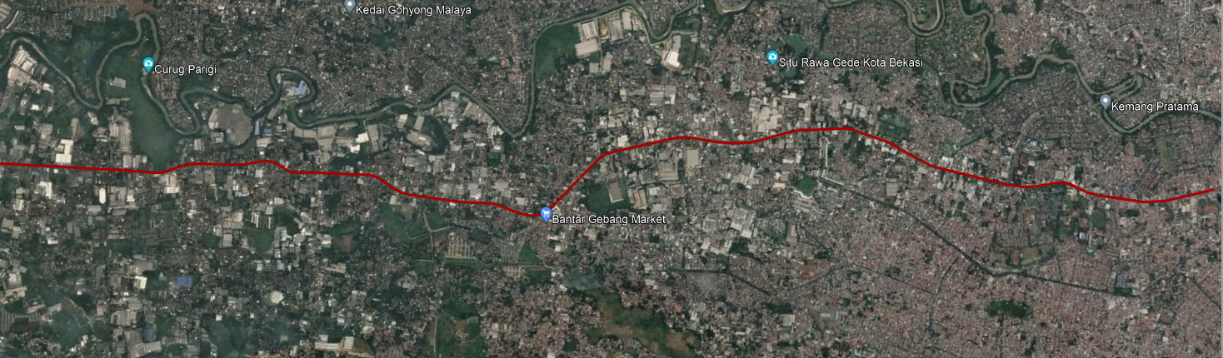 Kedai Gohyong Malaya
Curug Parigi
Situ Rawa Gede Kota Bekasi
Kemang Pratama
Bantar Gebang Market